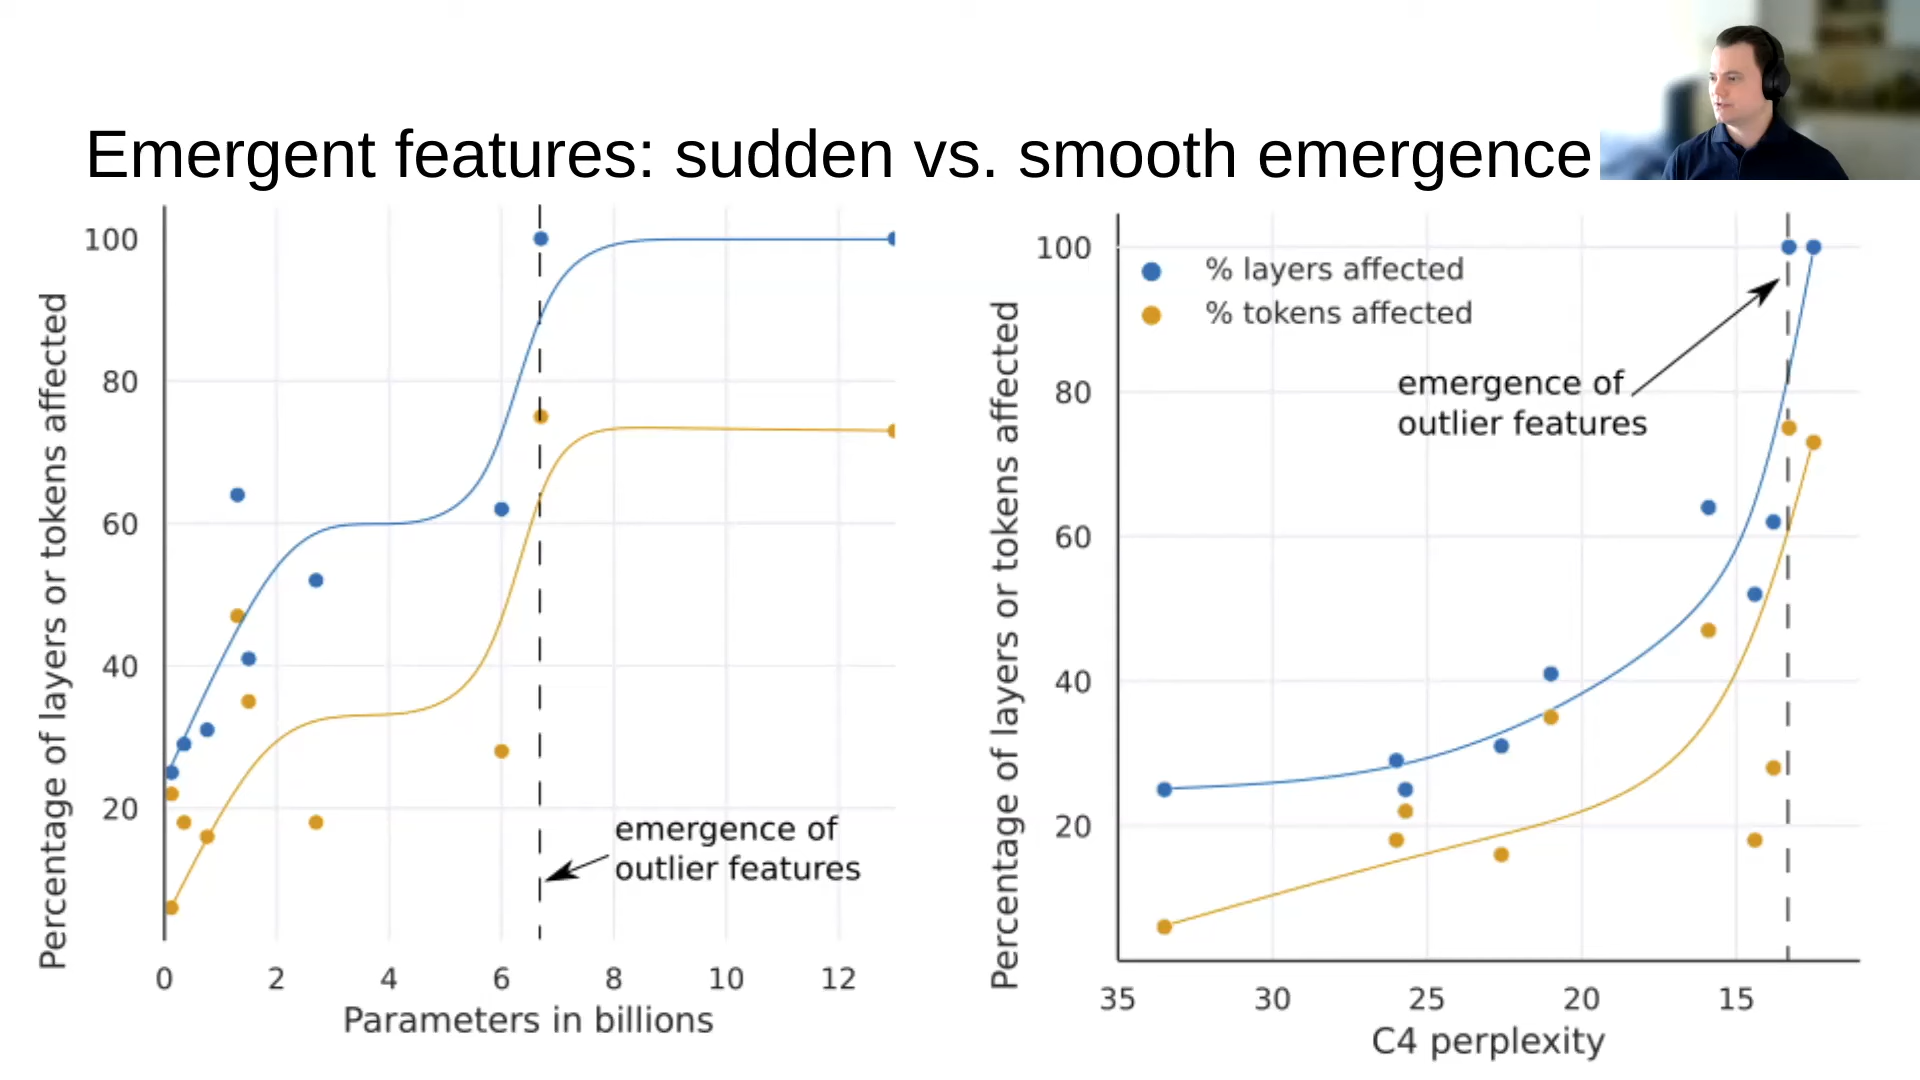 Emergent features: sudden vs. smooth emergence
Percentage of layers or tokens affected
100
80
60
40
20
emergence of
outlier features
0 2 4 6 8 10 12
Parameters in billions
Percentage of layers or tokens affected
100
80
60
40
20
% layers affected
% tokens affected
emergence of
outlier features
35 30 25 20 15
C4 perplexity